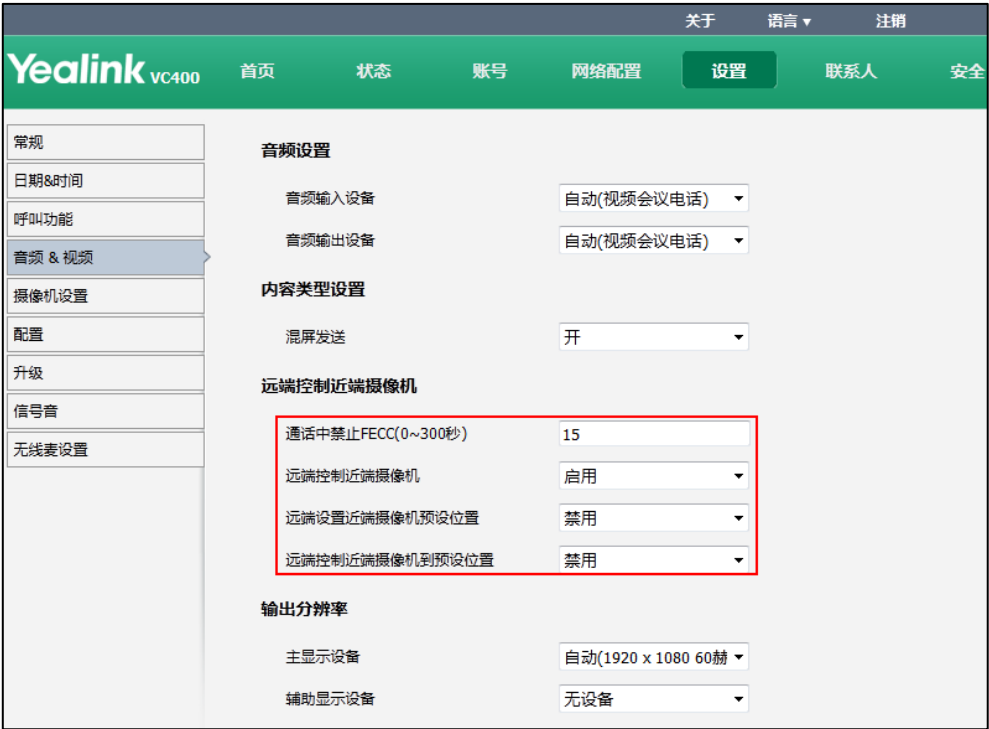 关于 语言▼ 注销
Yealink VC400 首页 状态 账号 网络配置 设置 联系人 安全
常规
日期&时间
呼叫功能
音频 & 视频
摄像机设置
配置
升级
信号音
无线麦设置
音频设置
音频输入设备 自动(视频会议电话)
音频输出设备 自动(视频会议电话)
内容类型设置
混屏发送 开
远端控制近端摄像机
通话中禁止FECC(0~300秒) 15
远端控制近端摄像机 启用
远端设置近端摄像机预设位置 禁用
远端控制近端摄像机到预设位置 禁用
输出分辨率
主显示设备 自动(1920 x 1080 60赫
辅助显示设备 无设备